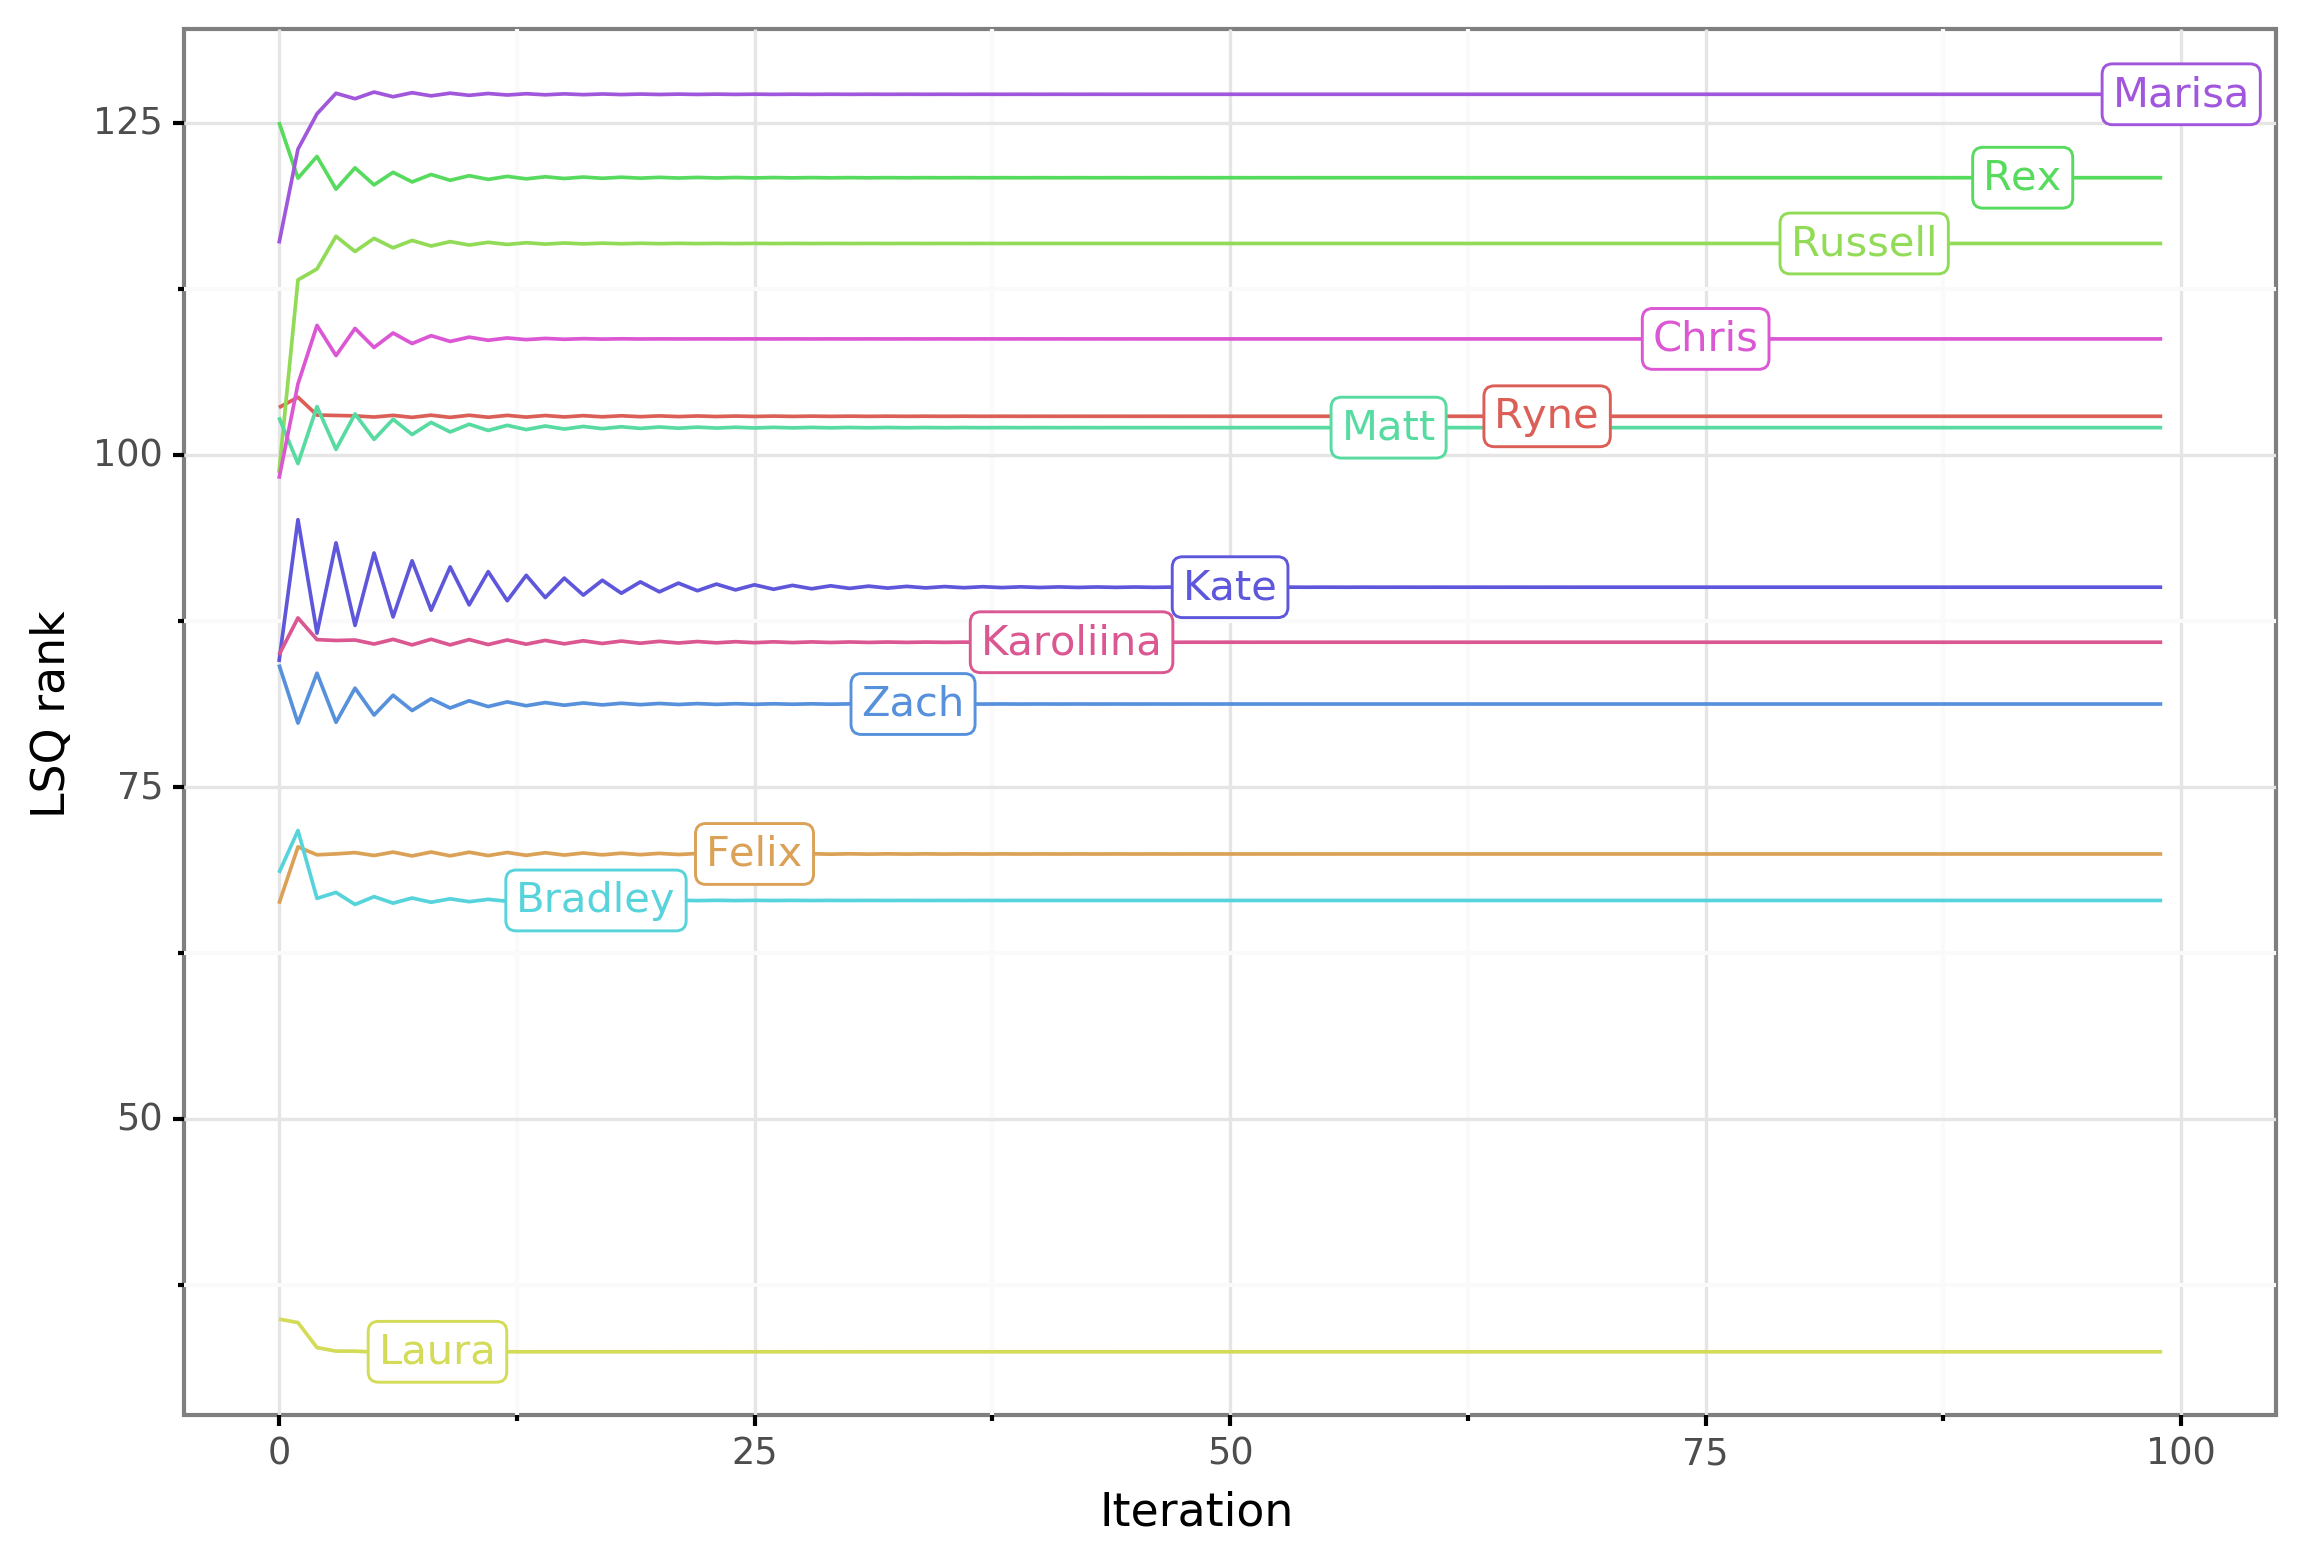 125
100
75
50
LSQ rank
Marisa
Rex
Russell
Chris
Ryne
Matt
Kate
Karoliina
Zach
Felix
Bradley
Laura
0 25 50 75 100
Iteration